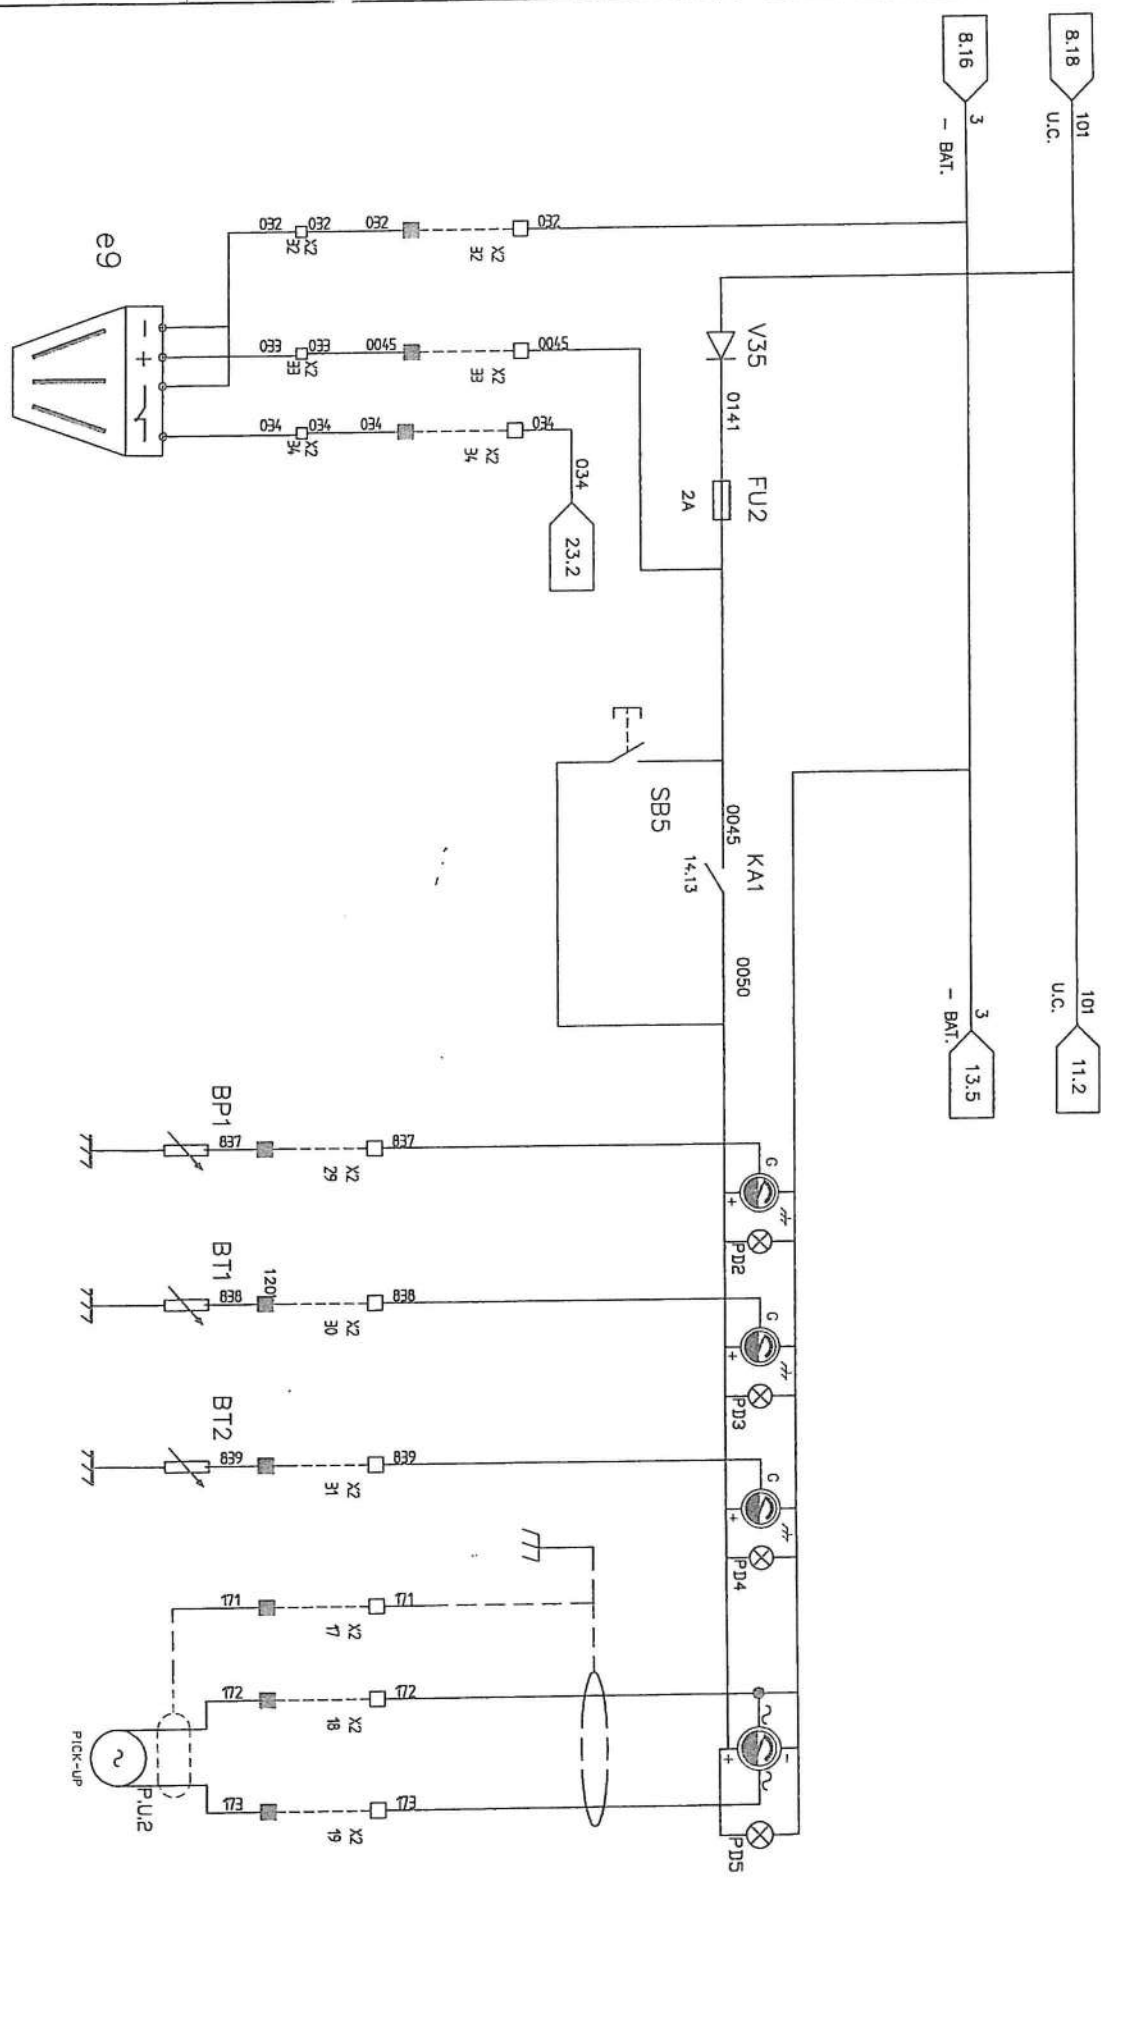 8.18
101
U.C.
101
U.C.
11.2
8.16
3
– BAT.
3
– BAT.
13.5
V35
0141
FU2
2A
0045
KA1
14.13
0050
SB5
032
X2
32
032
032
X2
32
032
0045
X2
33
0045
033
X2
33
033
034
034
X2
34
034
034
X2
34
034
23.2
e9
–
+
G
+
PD2
G
+
PD3
G
+
PD4
~
~
–
+
PD5
837
X2
29
837
BP1
838
X2
30
120
838
BT1
839
X2
31
839
BT2
171
X2
17
171
172
X2
18
172
173
X2
19
173
~
P.U.2
PICK-UP